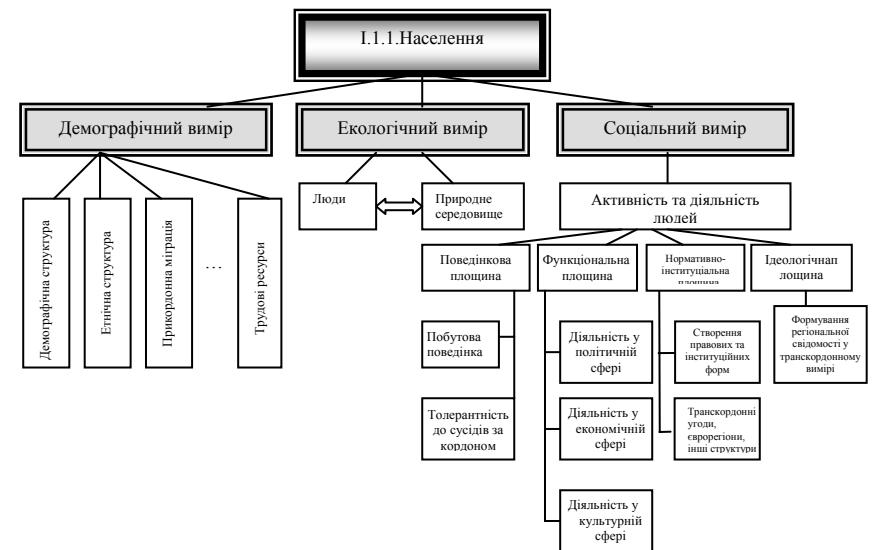 І.1.1.Населення
Демографічний вимір
Екологічний вимір
Соціальний вимір
Демографічна структура
Етнічна структура
Прикордонна міграція
…
Трудові ресурси
Люди
Природне
середовище
Активність та діяльність
людей
Поведінкова
площина
Функціональна
площина
Нормативно-
інституціальна
площина
Ідеологічнап
лощина
Побутова
поведінка
Толерантність
до сусідів за
кордоном
Діяльність у
політичній
сфері
Діяльність у
економічній
сфері
Діяльність у
культурній
сфері
Створення
правових та
інституційних
форм
Транскордонні
угоди,
єврорегіони,
інші структури
Формування
регіональної
свідомості у
транскордонному
вимірі